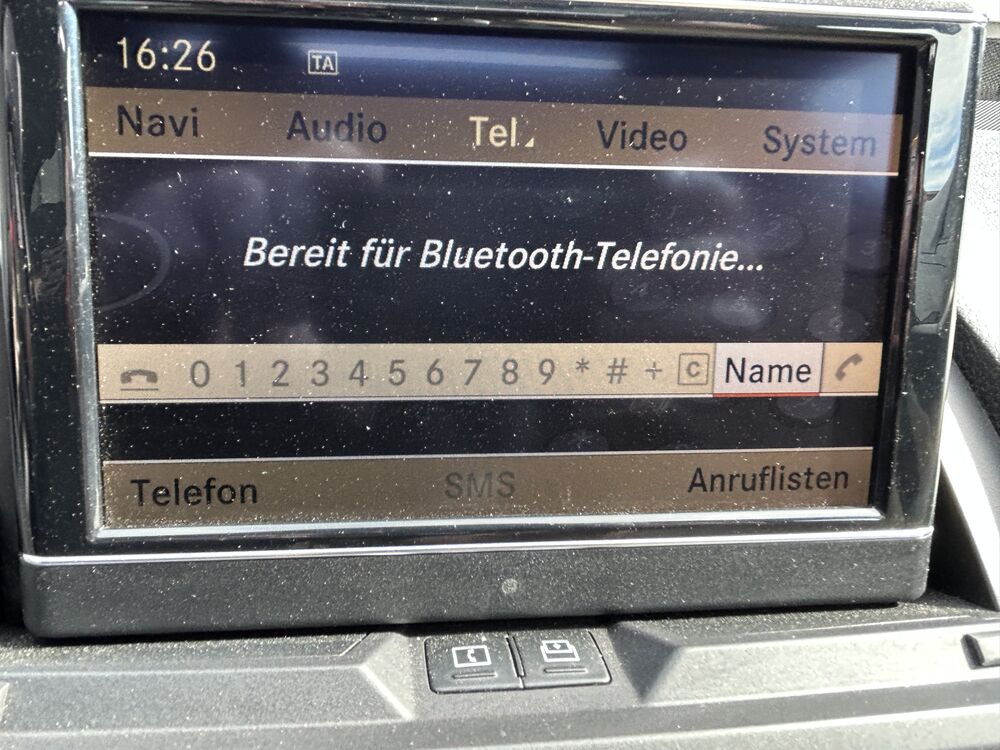 16:26 TA
Navi Audio Tel. Video System
Bereit für Bluetooth-Telefonie...
0 1 2 3 4 5 6 7 8 9 * # + C Name
Telefon SMS Anruflisten